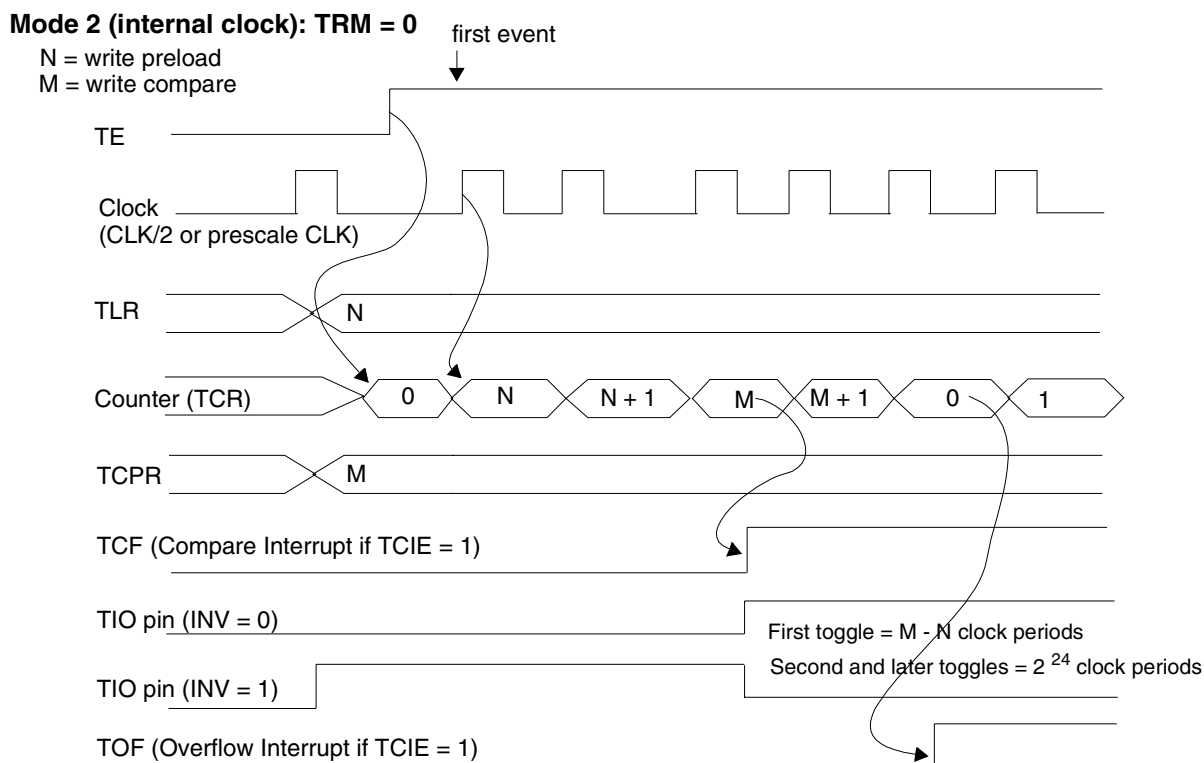 Mode 2 (internal clock): TRM = 0
first event
N = write preload
M = write compare
TE
Clock
(CLK/2 or prescale CLK)
TLR
N
Counter (TCR)
0
N
N + 1
M
M + 1
0
1
TCPR
M
TCF (Compare Interrupt if TCIE = 1)
TIO pin (INV = 0)
First toggle = M - N clock periods
Second and later toggles = 2 24 clock periods
TIO pin (INV = 1)
TOF (Overflow Interrupt if TCIE = 1)